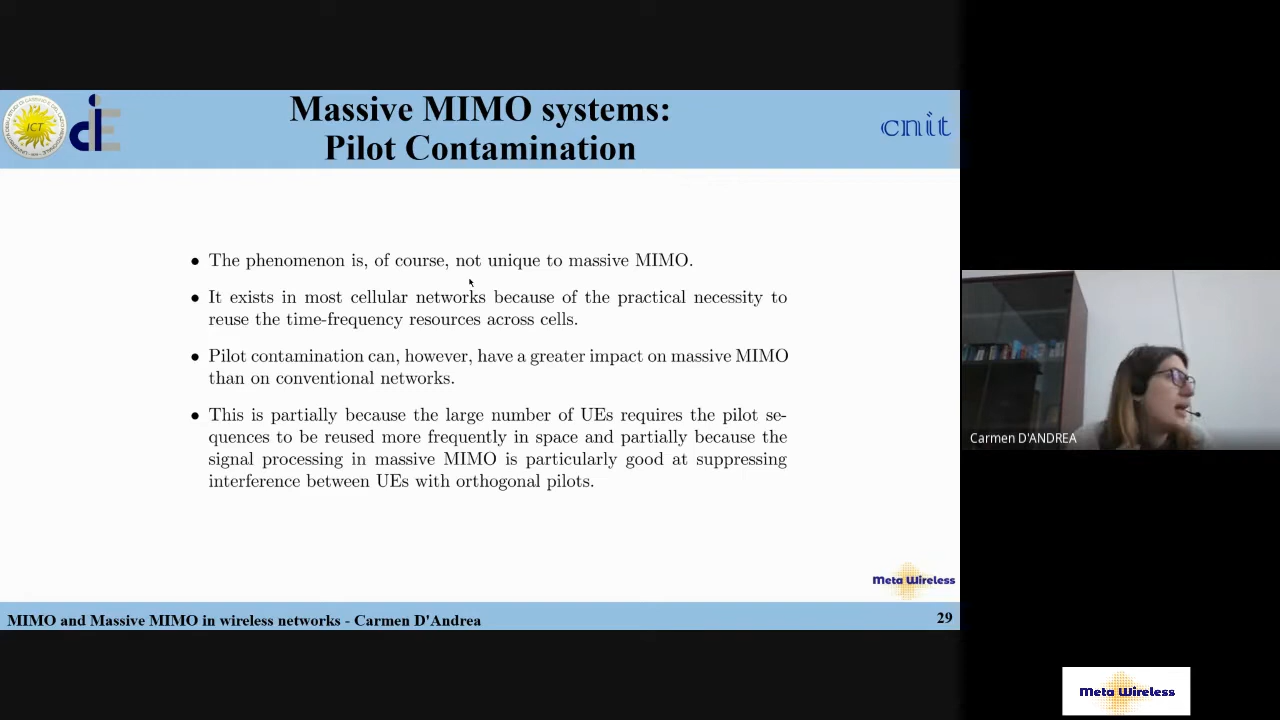 Massive MIMO systems:
Pilot Contamination
ICT
cnit
• The phenomenon is, of course, not unique to massive MIMO.
• It exists in most cellular networks because of the practical necessity to
reuse the time-frequency resources across cells.
• Pilot contamination can, however, have a greater impact on massive MIMO
than on conventional networks.
• This is partially because the large number of UEs requires the pilot se-
quences to be reused more frequently in space and partially because the
signal processing in massive MIMO is particularly good at suppressing
interference between UEs with orthogonal pilots.
Meta Wireless
MIMO and Massive MIMO in wireless networks - Carmen D'Andrea
29
Carmen D'ANDREA
Meta Wireless